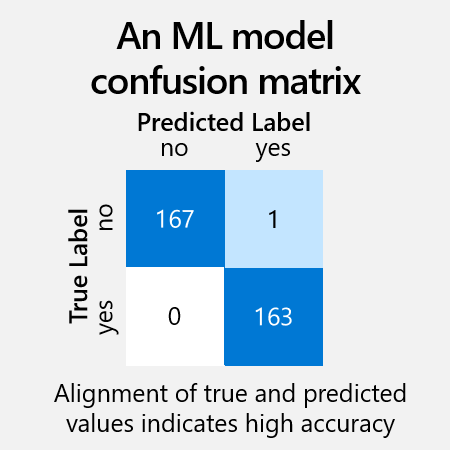 An ML model
confusion matrix
Predicted Label
no yes
True Label
no 167 1
yes 0 163
Alignment of true and predicted
values indicates high accuracy